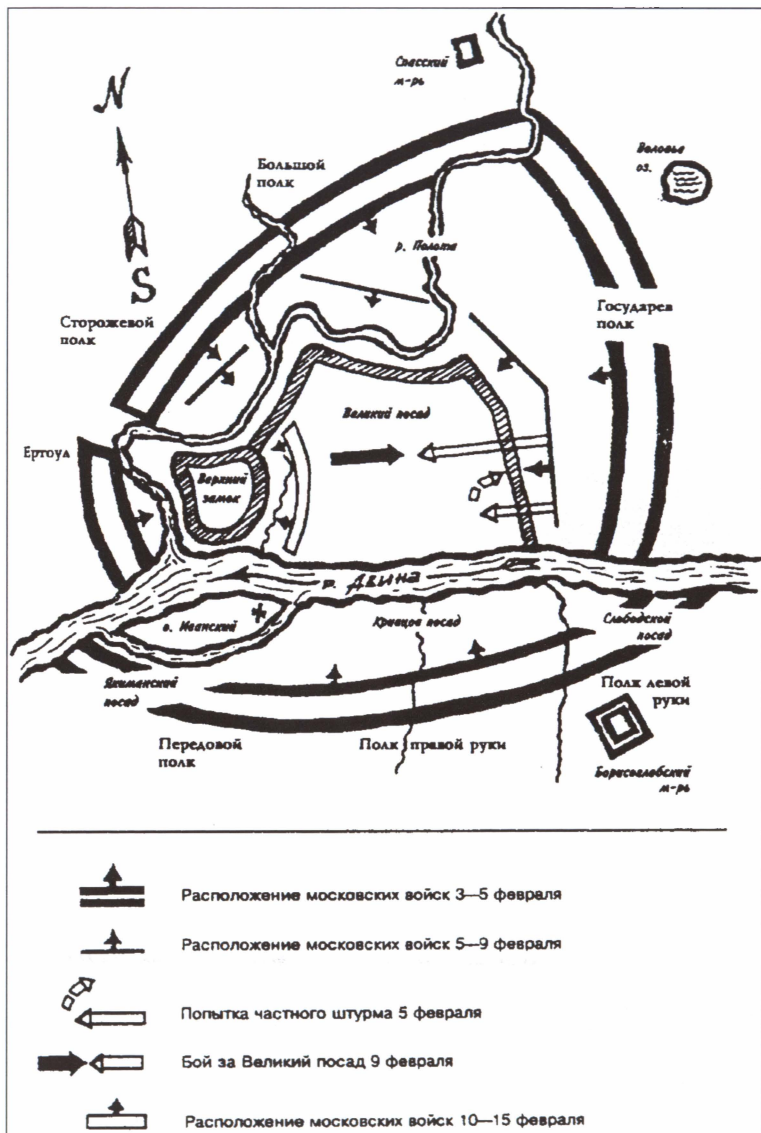 Спасский
м-рь
N
Воловье
оз.
Большой
полк
р. Полота
S
Государев
полк
Сторожевой
полк
Великий посад
Ертоул
Верхний
замок
р. Двина
о. Иванский
Кривцов посад
Слободской
посад
Якиманский
посад
Полк левой
руки
Передовой
полк
Полк правой
руки
Борисоглебский
м-рь
Расположение московских войск 3—5 февраля
Расположение московских войск 5—9 февраля
Попытка частного штурма 5 февраля
Бой за Великий посад 9 февраля
Расположение московских войск 10—15 февраля